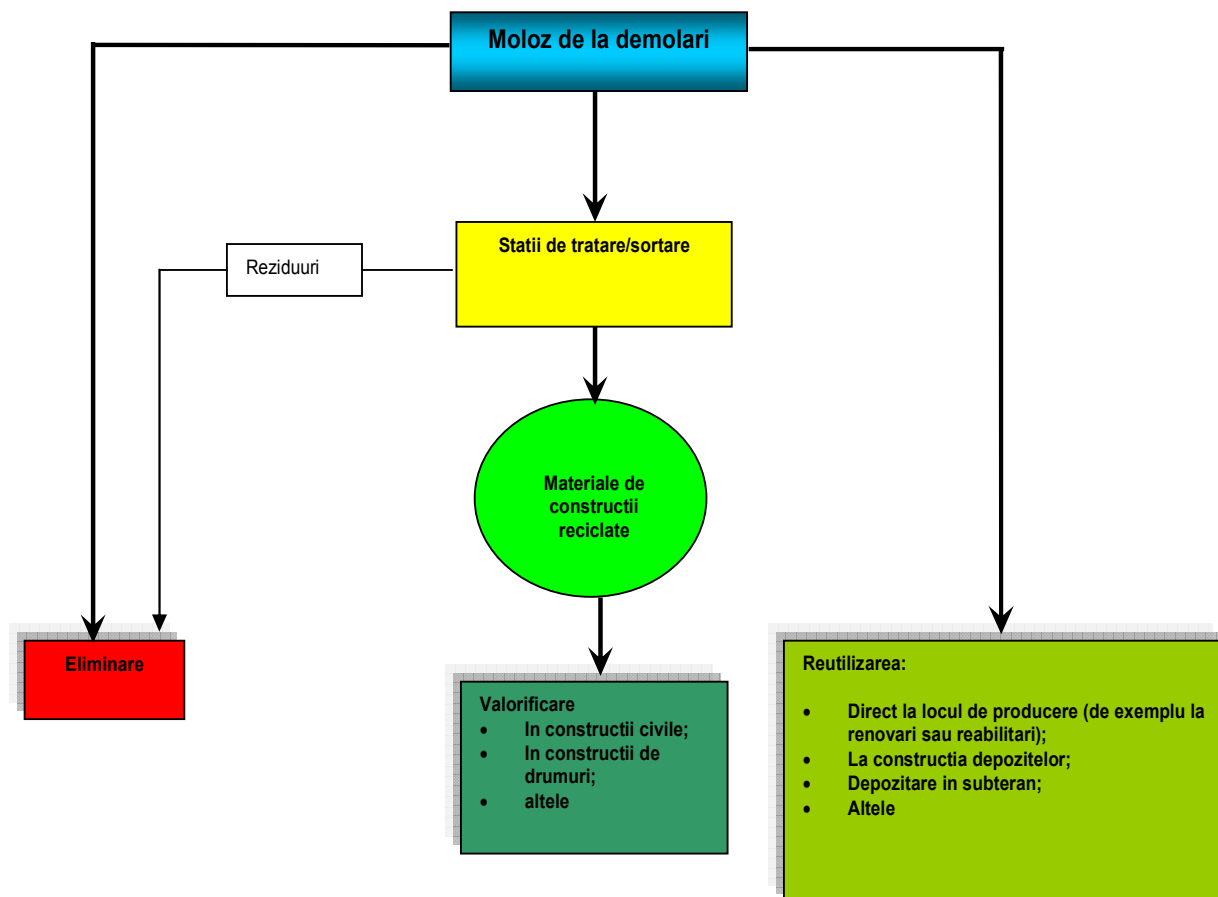 Moloz de la demolari
Statii de tratare/sortare
Reziduuri
Materiale de
constructii
reciclate
Eliminare
Valorificare
• In constructii civile;
• In constructii de
drumuri;
• altele
Reutilizarea:
• Direct la locul de producere (de exemplu la
renovari sau reabilitari);
• La constructia depozitelor;
• Depozitare in subteran;
• Altele